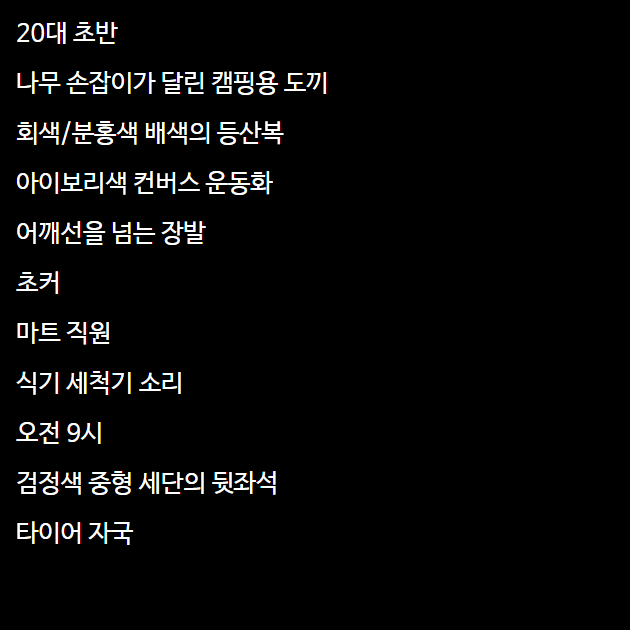 20대 초반
나무 손잡이가 달린 캠핑용 도끼
회색/분홍색 배색의 등산복
아이보리색 컨버스 운동화
어깨선을 넘는 장발
초커
마트 직원
식기 세척기 소리
오전 9시
검정색 중형 세단의 뒷좌석
타이어 자국